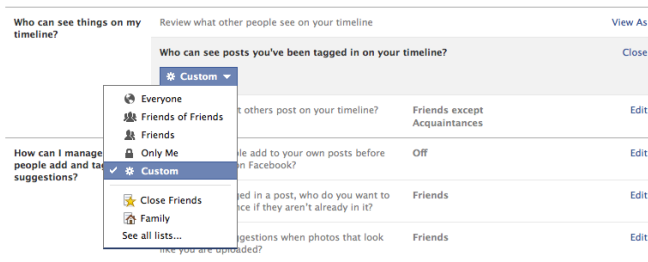 Who can see things on my
timeline?
Review what other people see on your timeline
View As
Who can see posts you've been tagged in on your timeline?
Close
Custom
Everyone
Friends of Friends
Friends
Only Me
Custom
Close Friends
Family
See all lists...
t others post on your timeline?
Friends except
Acquaintances
Edit
How can I manage
people add and tag
suggestions?
ple add to your own posts before
on Facebook?
Off
Edit
ged in a post, who do you want to
nce if they aren't already in it?
Friends
Edit
ggestions when photos that look
like you are uploaded?
Friends
Edit